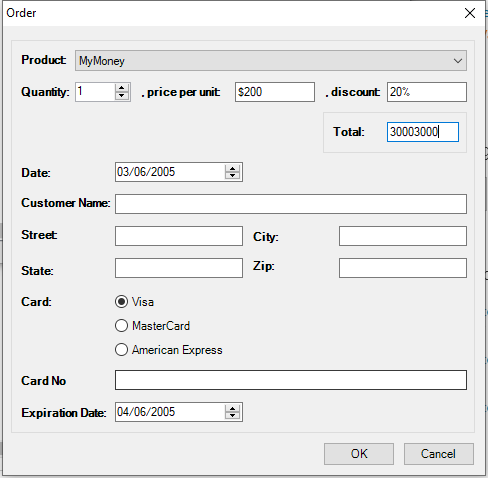 Order
Product: MyMoney
Quantity: 1 , price per unit: $200 , discount: 20%
Total: 30003000
Date: 03/06/2005
Customer Name:
Street: City:
State: Zip:
Card: Visa
MasterCard
American Express
Card No
Expiration Date: 04/06/2005
OK Cancel